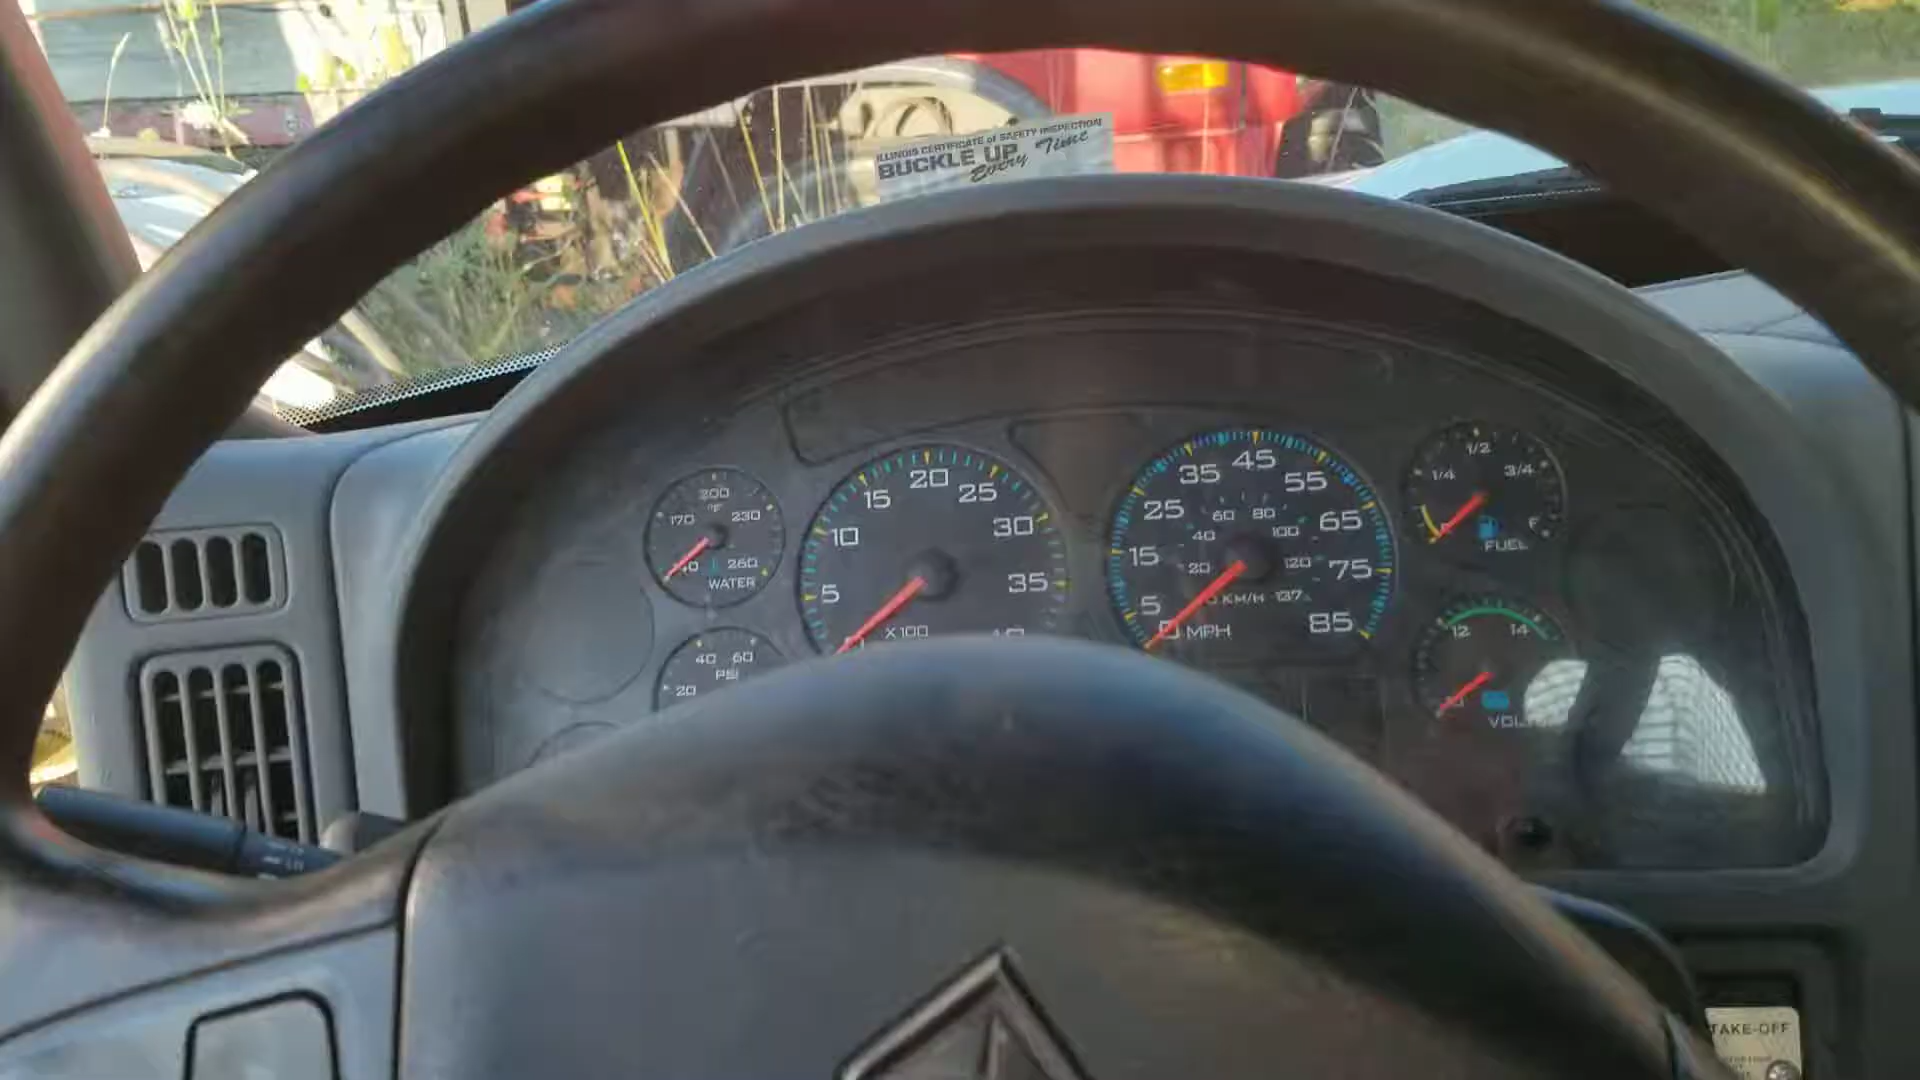 ILLINOIS CERTIFICATE of SAFETY INSPECTION
BUCKLE UP
Every Time
200
°F
170 230
260
WATER
40 60
PSI
20
5 10 15 20 25 30 35
X100
5 15 25 35 45 55 65 75 85
20 40 60 80 100 120 137
KM/H
0 MPH
1/4 1/2 3/4
FUEL
12 14
TAKE-OFF